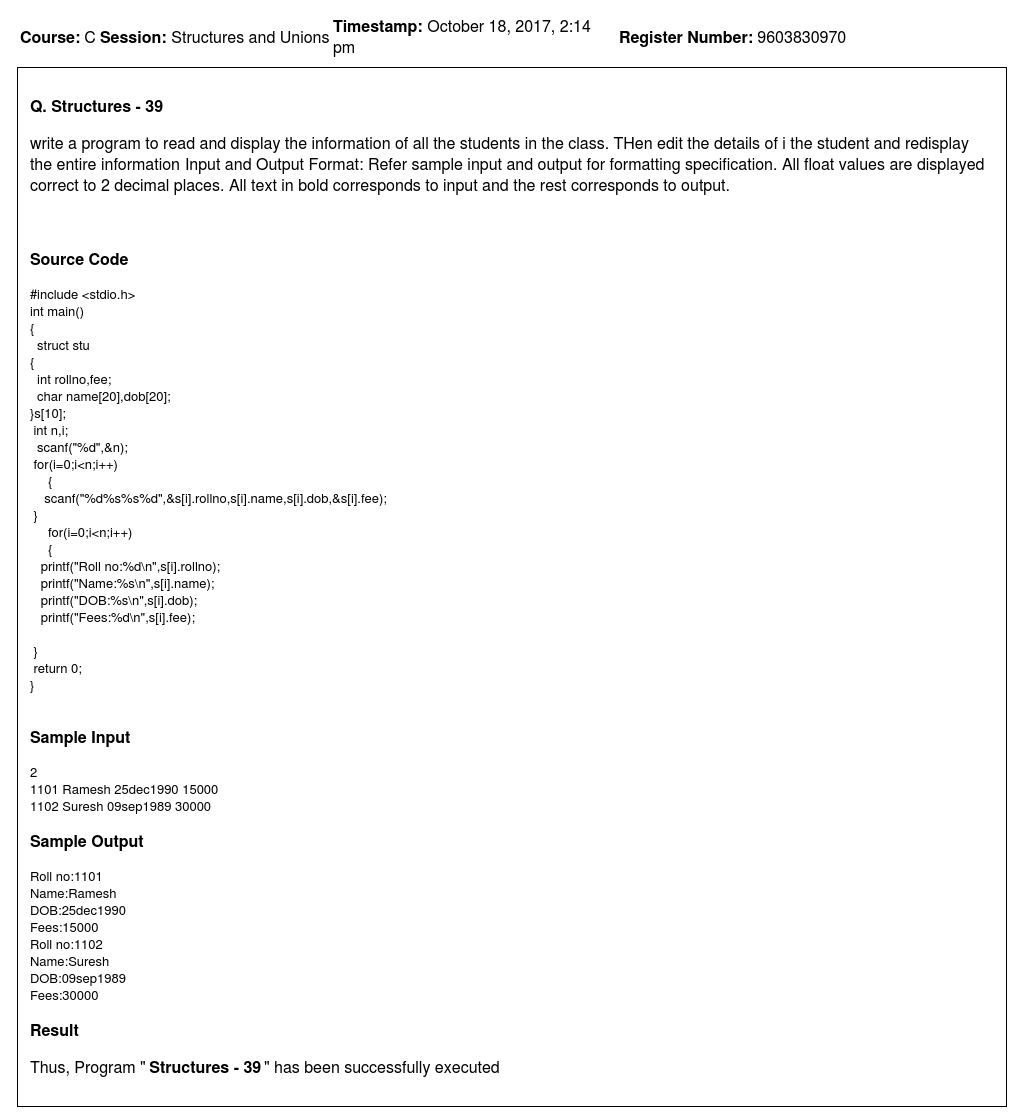 Course: C Session: Structures and Unions Timestamp: October 18, 2017, 2:14 pm Register Number: 9603830970
Q. Structures - 39
write a program to read and display the information of all the students in the class. THen edit the details of i the student and redisplay
the entire information Input and Output Format: Refer sample input and output for formatting specification. All float values are displayed
correct to 2 decimal places. All text in bold corresponds to input and the rest corresponds to output.
Source Code
#include <stdio.h>
int main()
{
struct stu
{
int rollno,fee;
char name[20],dob[20];
}s[10];
int n,i;
scanf("%d",&n);
for(i=0;i<n;i++)
{
scanf("%d%s%s%d",&s[i].rollno,s[i].name,s[i].dob,&s[i].fee);
}
for(i=0;i<n;i++)
{
printf("Roll no:%d\n",s[i].rollno);
printf("Name:%s\n",s[i].name);
printf("DOB:%s\n",s[i].dob);
printf("Fees:%d\n",s[i].fee);
}
return 0;
}
Sample Input
2
1101 Ramesh 25dec1990 15000
1102 Suresh 09sep1989 30000
Sample Output
Roll no:1101
Name:Ramesh
DOB:25dec1990
Fees:15000
Roll no:1102
Name:Suresh
DOB:09sep1989
Fees:30000
Result
Thus, Program " Structures - 39 " has been successfully executed